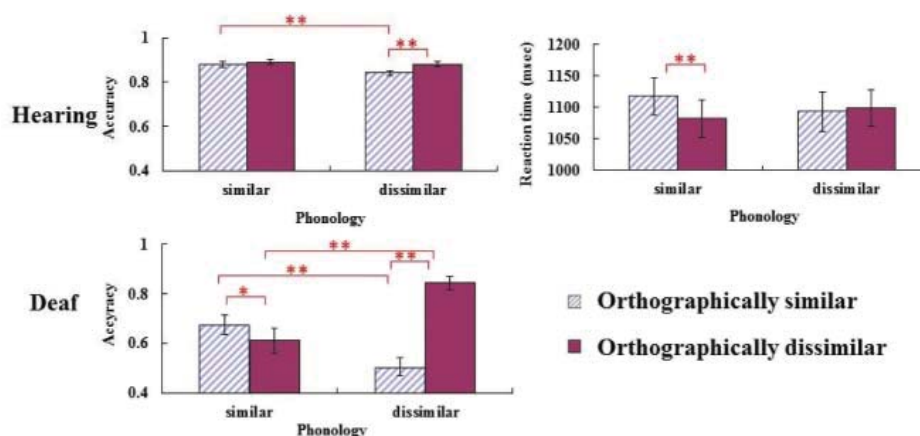 **
**
1
0.8
0.6
0.4
Accuracy
Hearing
similar
dissimilar
Phonology
**
1200
1150
1100
1050
1000
Reaction time (msec)
similar
dissimilar
Phonology
**
**
**
*
1
0.8
0.6
0.4
Accyracy
Deaf
similar
dissimilar
Phonology
Orthographically similar
Orthographically dissimilar